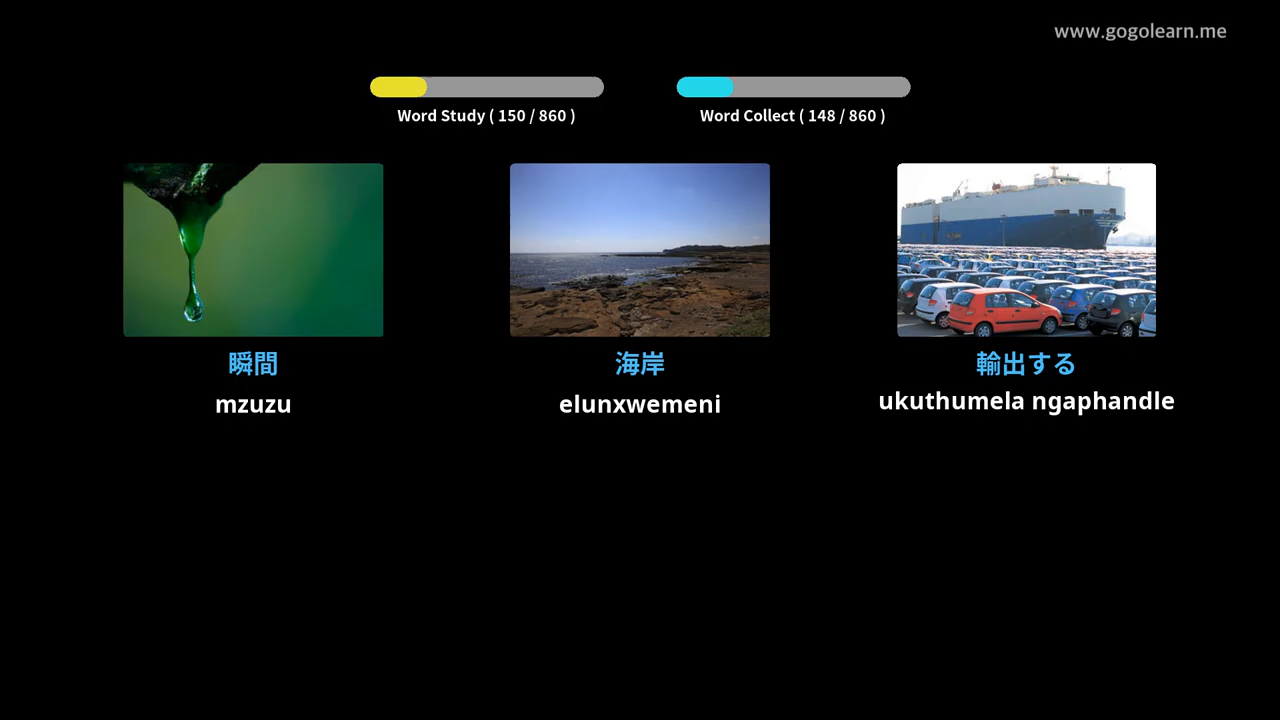 www.gogolearn.me
Word Study ( 150 / 860 )
Word Collect ( 148 / 860 )
瞬間
海岸
輸出する
mzuzu
elunxwemeni
ukuthumela ngaphandle